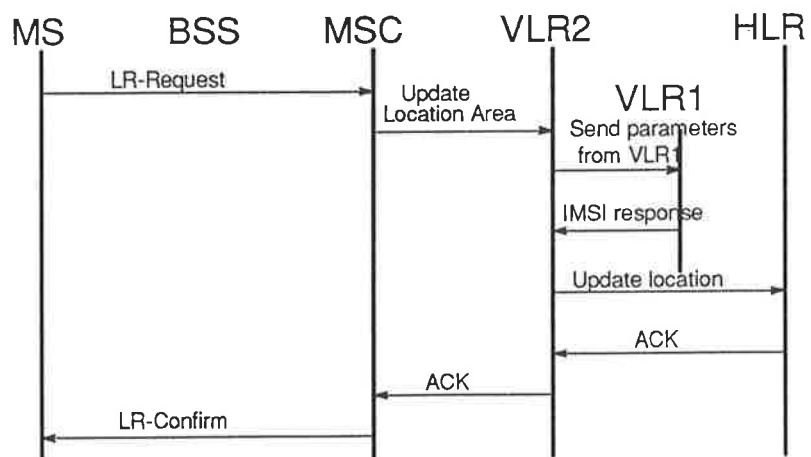 MS BSS MSC VLR2 HLR
LR-Request
Update
Location Area
VLR1
Send parameters
from VLR1
IMSI response
Update location
ACK
ACK
LR-Confirm